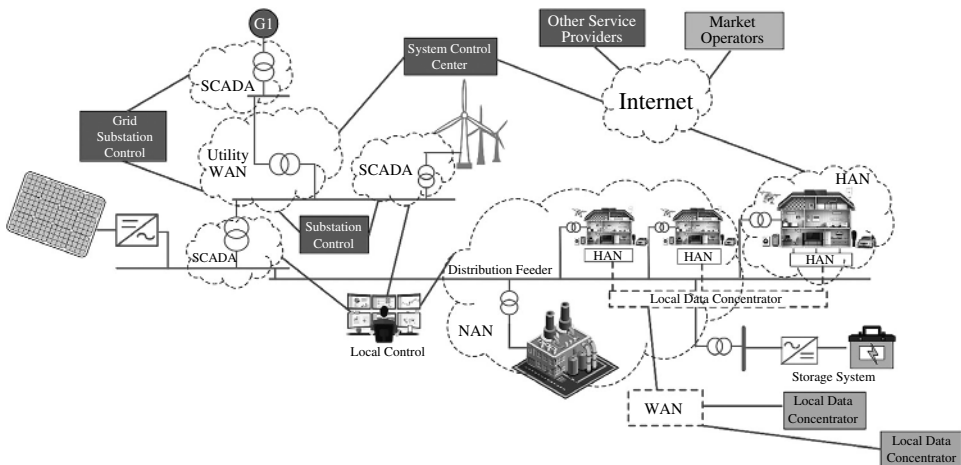 G1
Other Service
Providers
Market
Operators
System Control
Center
SCADA
Internet
Grid
Substation
Control
Utility
WAN
SCADA
HAN
Substation
Control
SCADA
HAN
HAN
HAN
Distribution Feeder
Local Data Concentrator
NAN
Local Control
Storage System
WAN
Local Data
Concentrator
Local Data
Concentrator